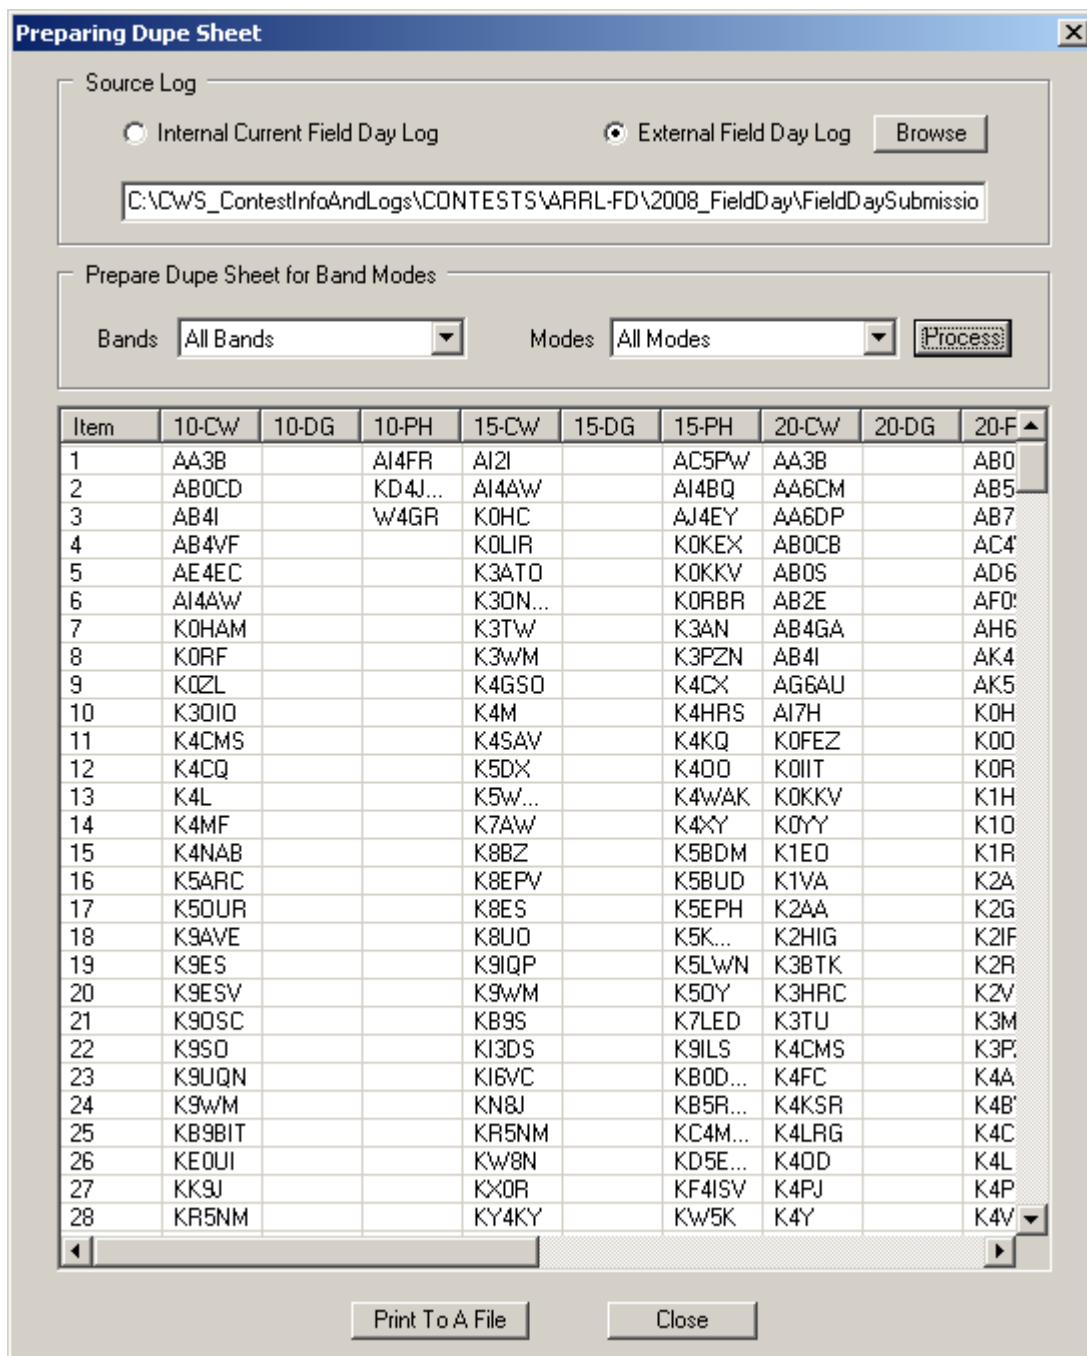 Preparing Dupe Sheet
Source Log
Internal Current Field Day Log External Field Day Log Browse
C:\CWS_ContestInfoAndLogs\CONTESTS\ARRL-FD\2008_FieldDay\FieldDaySubmissio
Prepare Dupe Sheet for Band Modes
Bands All Bands Modes All Modes Process
Item 10-CW 10-DG 10-PH 15-CW 15-DG 15-PH 20-CW 20-DG 20-F
1 AA3B AI4FR AI2I AC5PW AA3B AB0
2 AB0CD KD4J... AI4AW AI4BQ AA6CM AB5
3 AB4I W4GR K0HC AJ4EY AA6DP AB7
4 AB4VF K0LIR K0KEX AB0CB AC4
5 AE4EC K3ATO K0KKV AB0S AD6
6 AI4AW K3ON... K0RBR AB2E AF0
7 K0HAM K3TW K3AN AB4GA AH6
8 K0RF K3WM K3PZN AB4I AK4
9 K0ZL K4GSO K4CX AG6AU AK5
10 K3OIO K4M K4HRS AI7H K0H
11 K4CMS K4SAV K4KQ K0FEZ K0O
12 K4CQ K5DX K4OO K0IIT K0R
13 K4L K5W... K4WAK K0KKV K1H
14 K4MF K7AW K4XY K0YY K1O
15 K4NAB K8BZ K5BDM K1EO K1R
16 K5ARC K8EPV K5BUD K1VA K2A
17 K5OUR K8ES K5EPH K2AA K2G
18 K9AVE K8UO K5K... K2HIG K2IF
19 K9ES K9IQP K5LWN K3BTK K2R
20 K9ESV K9WM K5OY K3HRC K2V
21 K9OSC KB9S K7LED K3TU K3M
22 K9SO KI3DS K9ILS K4CMS K3P
23 K9UQN KI6VC KB0D... K4FC K4A
24 K9WM KN8J KB5R... K4KSR K4B
25 KB9BIT KR5NM KC4M... K4LRG K4C
26 KE0UI KW8N KD5E... K4OD K4L
27 KK9J KX0R KF4ISV K4PJ K4P
28 KR5NM KY4KY KW5K K4Y K4V
Print To A File Close